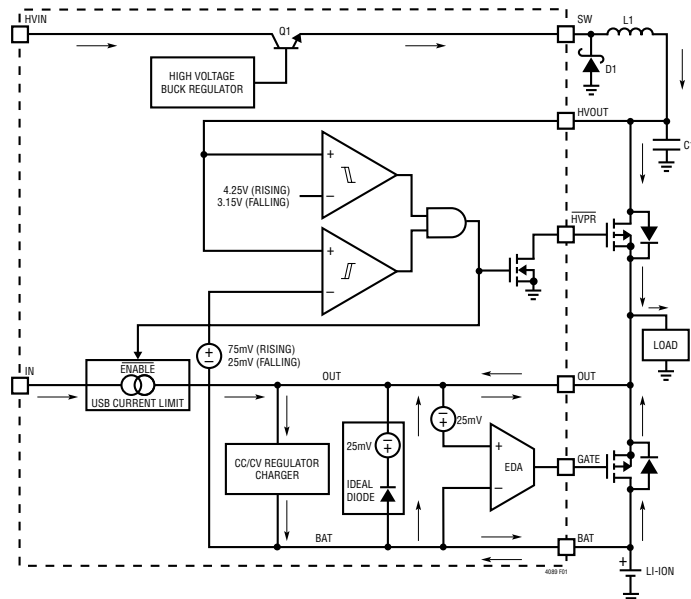 HVIN
Q1
SW
L1
D1
HIGH VOLTAGE
BUCK REGULATOR
HVOUT
C
+
4.25V (RISING)
3.15V (FALLING)
–
HVPR
+
–
LOAD
IN
ENABLE
USB CURRENT LIMIT
+
–
75mV (RISING)
25mV (FALLING)
OUT
OUT
–
+
25mV
CC/CV REGULATOR
CHARGER
25mV
–
+
IDEAL
DIODE
+
–
EDA
GATE
BAT
BAT
4089 F01
+
LI-ION